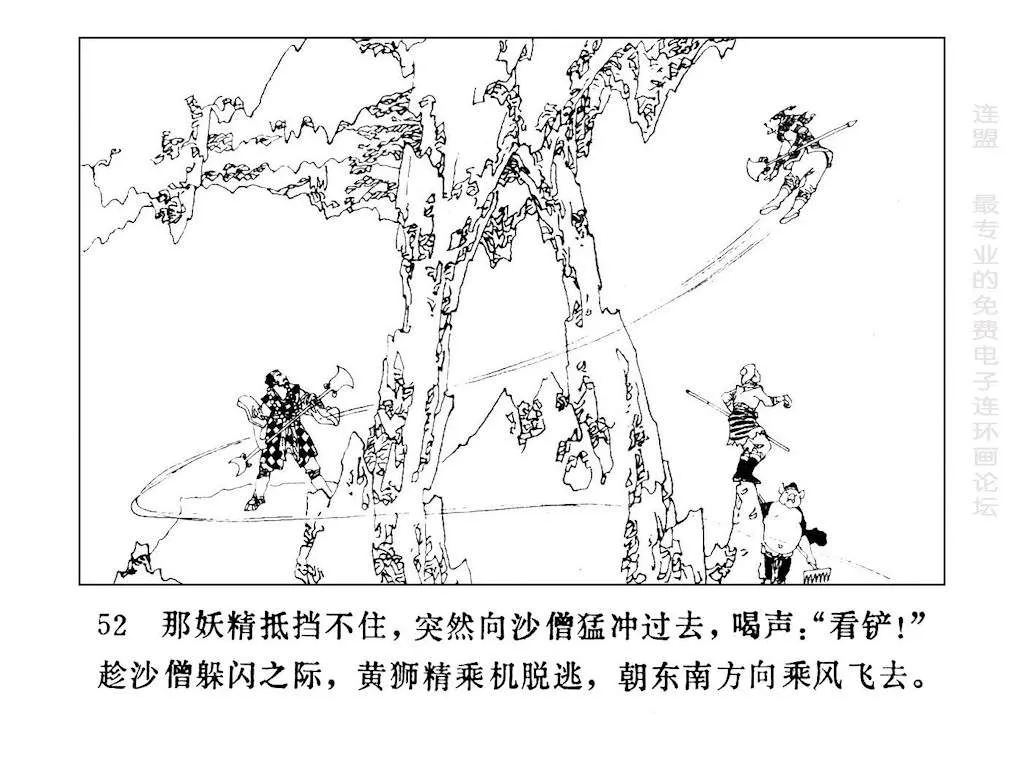 52 那妖精抵挡不住，突然向沙僧猛冲过去，喝声：“看铲！”
趁沙僧躲闪之际，黄狮精乘机脱逃，朝东南方向乘风飞去。
连盟 最专业的免费电子连环画论坛